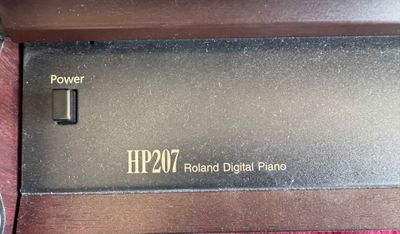 Power
HP207 Roland Digital Piano